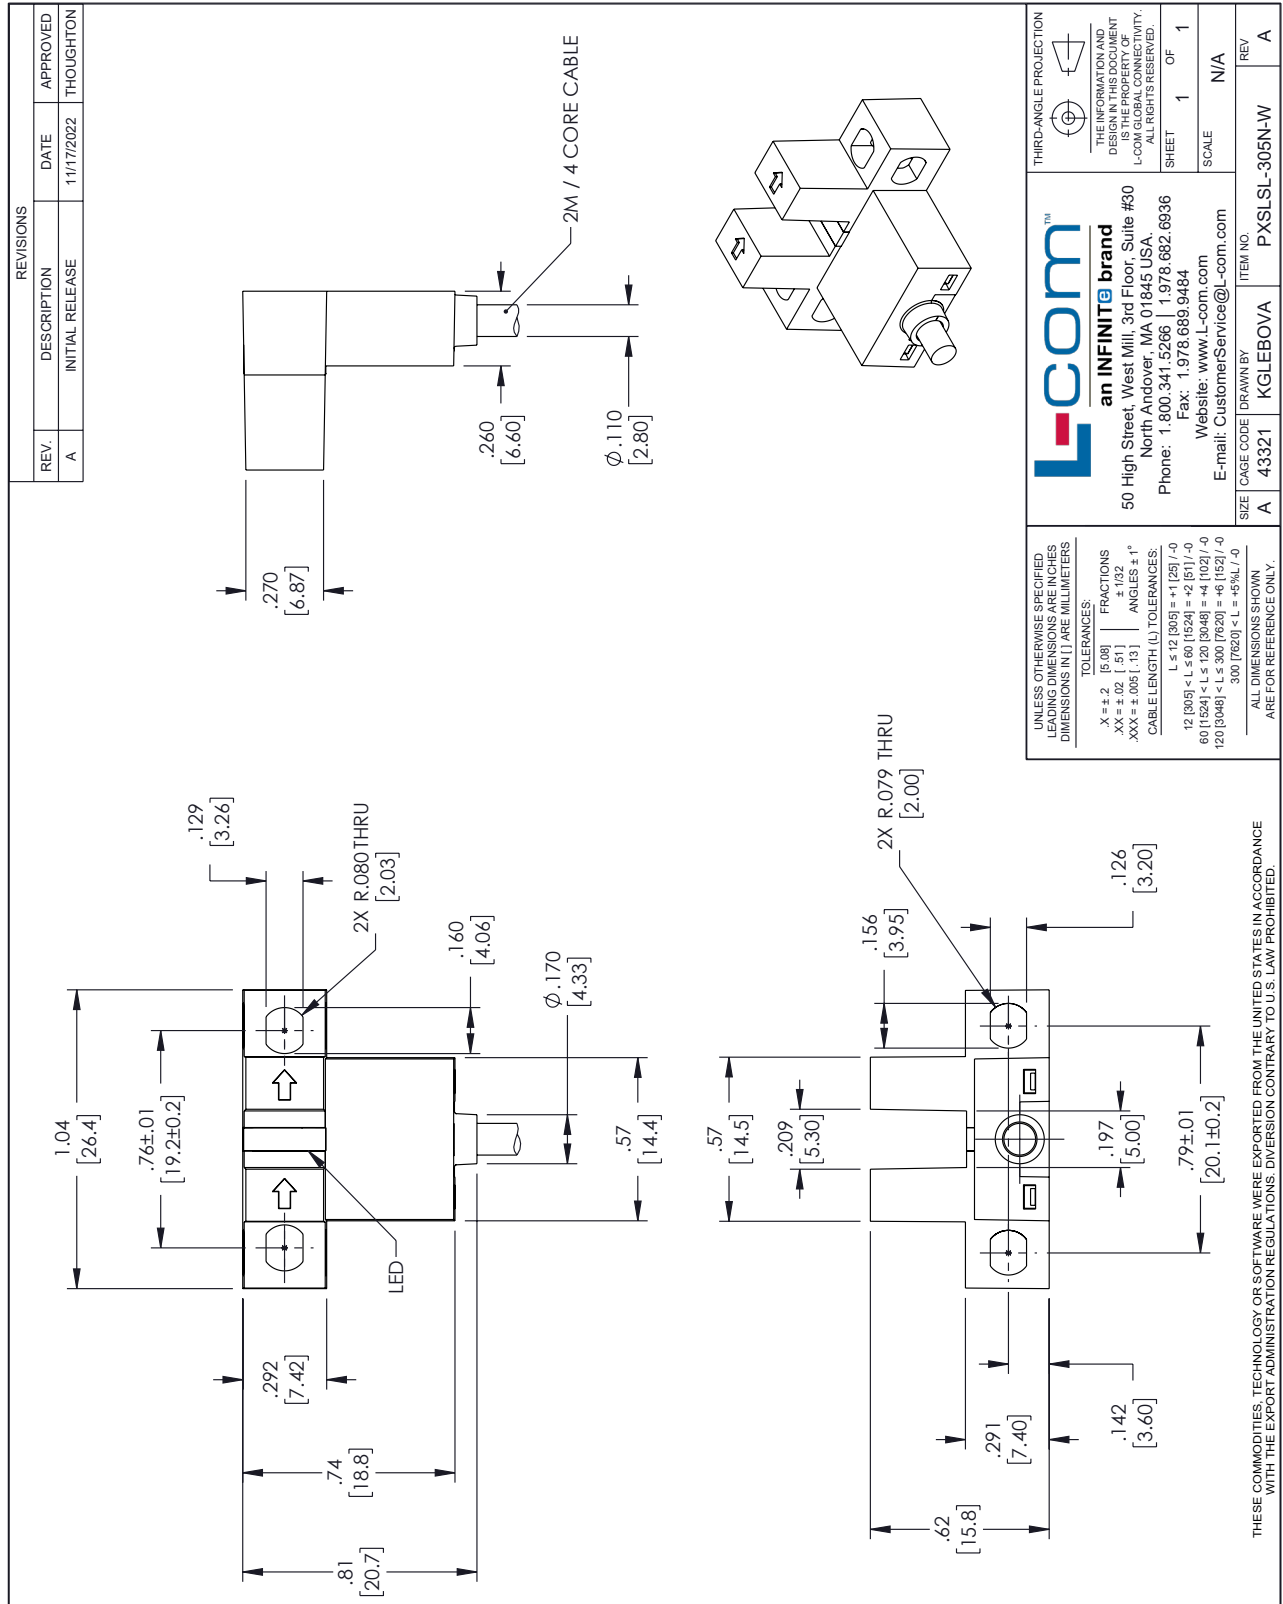 REVISIONS
REV. DESCRIPTION DATE APPROVED
A INITIAL RELEASE 11/17/2022 THOUGHTON
1.04
[26.4]
.76±.01
[19.2±0.2]
.129
[3.26]
2X R.080 THRU
[2.03]
.160
[4.06]
Ø.170
[4.33]
.57
[14.4]
LED
.292
[7.42]
.74
[18.8]
.81
[20.7]
.270
[6.87]
.260
[6.60]
Ø.110
[2.80]
2M / 4 CORE CABLE
.57
[14.5]
.209
[5.30]
.156
[3.95]
2X R.079 THRU
[2.00]
.126
[3.20]
.197
[5.00]
.79±.01
[20.1±0.2]
.62
[15.8]
.291
[7.40]
.142
[3.60]
UNLESS OTHERWISE SPECIFIED
LEADING DIMENSIONS ARE INCHES
DIMENSIONS IN [ ] ARE MILLIMETERS
TOLERANCES:
.X = ± .2 [5.08] FRACTIONS
.XX = ± .02 [ .51] ± 1/32
.XXX = ± .005 [ .13 ] ANGLES ± 1°
CABLE LENGTH (L) TOLERANCES:
L ≤ 12 [305] = +1 [25] / -0
12 [305] < L ≤ 60 [1524] = +2 [51] / -0
60 [1524] < L ≤ 120 [3048] = +4 [102] / -0
120 [3048] < L ≤ 300 [7620] = +6 [152] / -0
300 [7620] < L = +5%L / -0
ALL DIMENSIONS SHOWN
ARE FOR REFERENCE ONLY.
L-com™
an INFINITe brand
50 High Street, West Mill, 3rd Floor, Suite #30
North Andover, MA 01845 USA.
Phone: 1.800.341.5266 | 1.978.682.6936
Fax: 1.978.689.9484
Website: www.L-com.com
E-mail: CustomerService@L-com.com
THIRD-ANGLE PROJECTION
THE INFORMATION AND
DESIGN IN THIS DOCUMENT
IS THE PROPERTY OF
L-COM GLOBAL CONNECTIVITY.
ALL RIGHTS RESERVED.
SHEET 1 OF 1
SCALE N/A
SIZE CAGE CODE DRAWN BY ITEM NO. REV
A 43321 KGLEBOVA PXSLSL-305N-W A
THESE COMMODITIES, TECHNOLOGY OR SOFTWARE WERE EXPORTED FROM THE UNITED STATES IN ACCORDANCE
WITH THE EXPORT ADMINISTRATION REGULATIONS. DIVERSION CONTRARY TO U.S. LAW PROHIBITED.